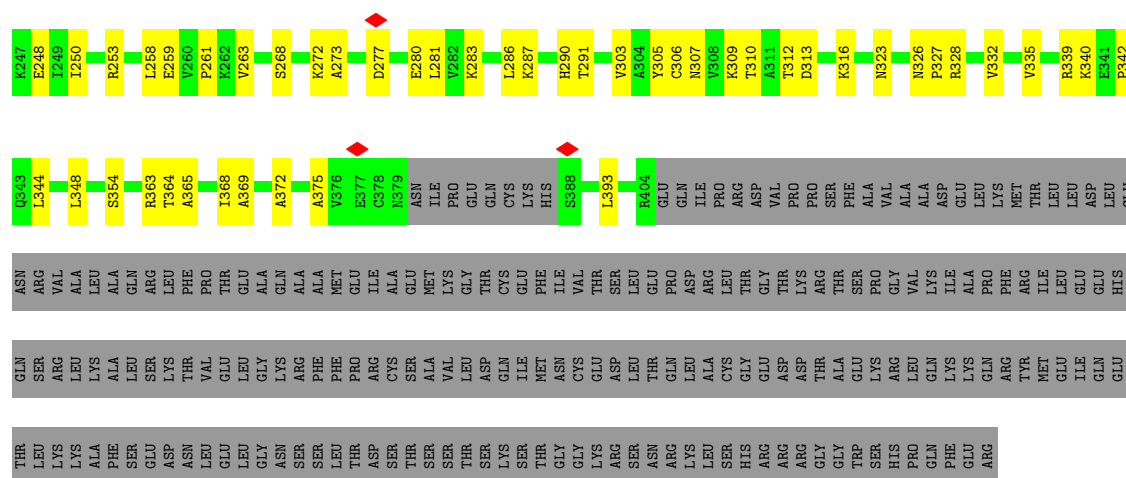 K247 E248 I249 I250 R253 L258 E259 V260 P261 K262 V263 S268 K272 A273 D277 E280 L281 V282 K283 L286 K287 H290 T291 V303 A304 Y305 C306 N307 V308 K309 T310 A311 T312 D313 K316 N323 N326 P327 R328 V332 V335 R339 K340 E341 P342
Q343 L344 L348 S354 R363 T364 A365 I368 A369 A372 A375 V376 E377 C378 N379 ASN ILE PRO GLU GLN CYS LYS HIS S388 L393 R404 GLU GLN ILE PRO ARG ASP VAL PRO PRO SER PHE ALA VAL ALA ALA ASP GLU LEU LYS MET THR LEU LEU ASP LEU
ASN ARG VAL ALA LEU ALA GLN ARG LEU PHE PRO THR GLU ALA GLN ALA ALA MET GLU ILE ALA GLU MET LYS GLY THR CYS GLU PHE ILE VAL THR SER LEU GLU PRO ASP ARG LEU THR GLY THR LYS ARG THR SER PRO GLY VAL LYS ILE ALA PRO PHE ARG ILE LEU GLU GLU HIS
GLN SER ARG LEU LYS ALA LEU SER LYS THR VAL GLU LEU GLY LYS ARG PHE PHE PRO ARG CYS SER ALA VAL LEU ASP GLN ILE MET ASN CYS GLU ASP LEU THR GLN LEU ALA CYS GLY GLU ASP ASP THR ALA GLU LYS ARG LEU GLN LYS LYS GLN ARG TYR MET GLU ILE GLN GLU
THR LEU LYS LYS ALA PHE SER GLU ASP ASN LEU GLU LEU GLY ASN SER SER LEU THR ASP SER THR SER SER THR SER LYS SER THR GLY GLY LYS ARG SER ASN ARG LYS LEU SER HIS ARG ARG ARG GLY GLY TRP SER HIS PRO GLN PHE GLU ARG